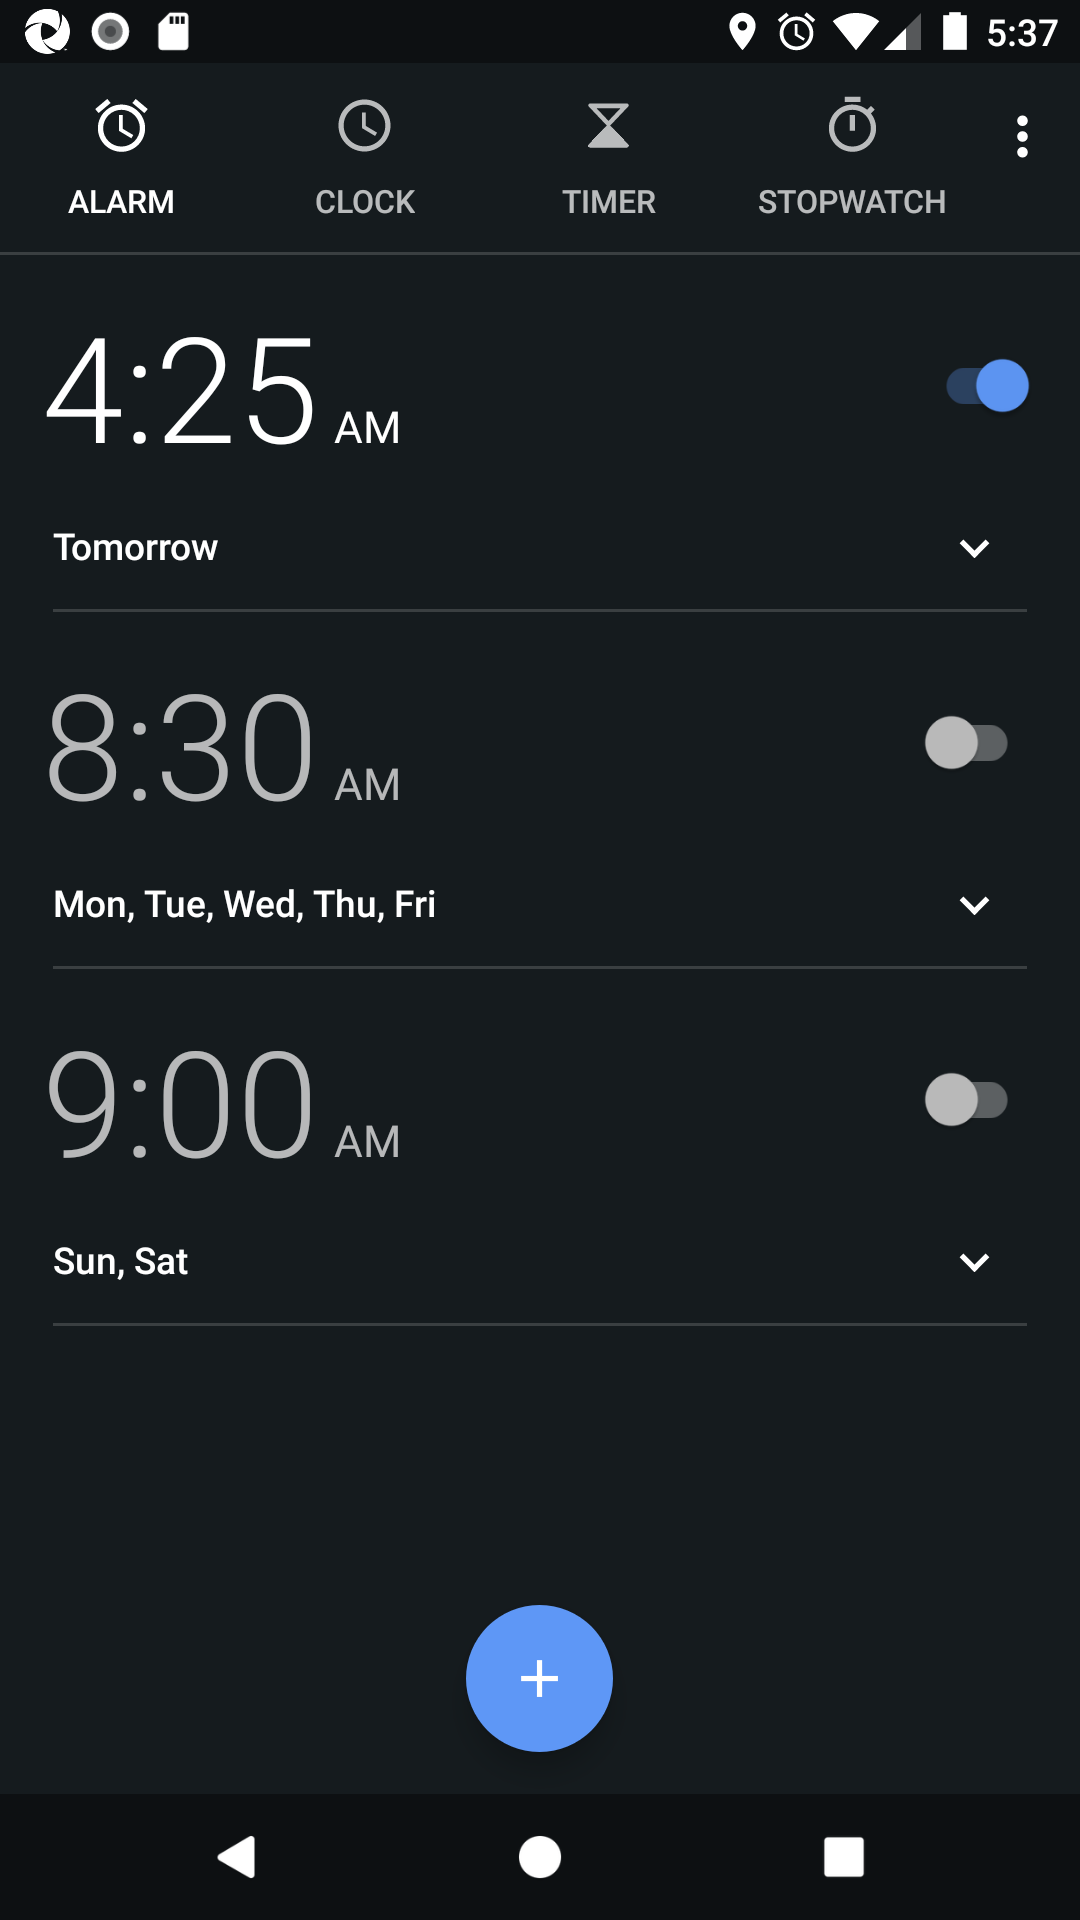 5:37
ALARM
CLOCK
TIMER
STOPWATCH
4:25 AM
Tomorrow
8:30 AM
Mon, Tue, Wed, Thu, Fri
9:00 AM
Sun, Sat